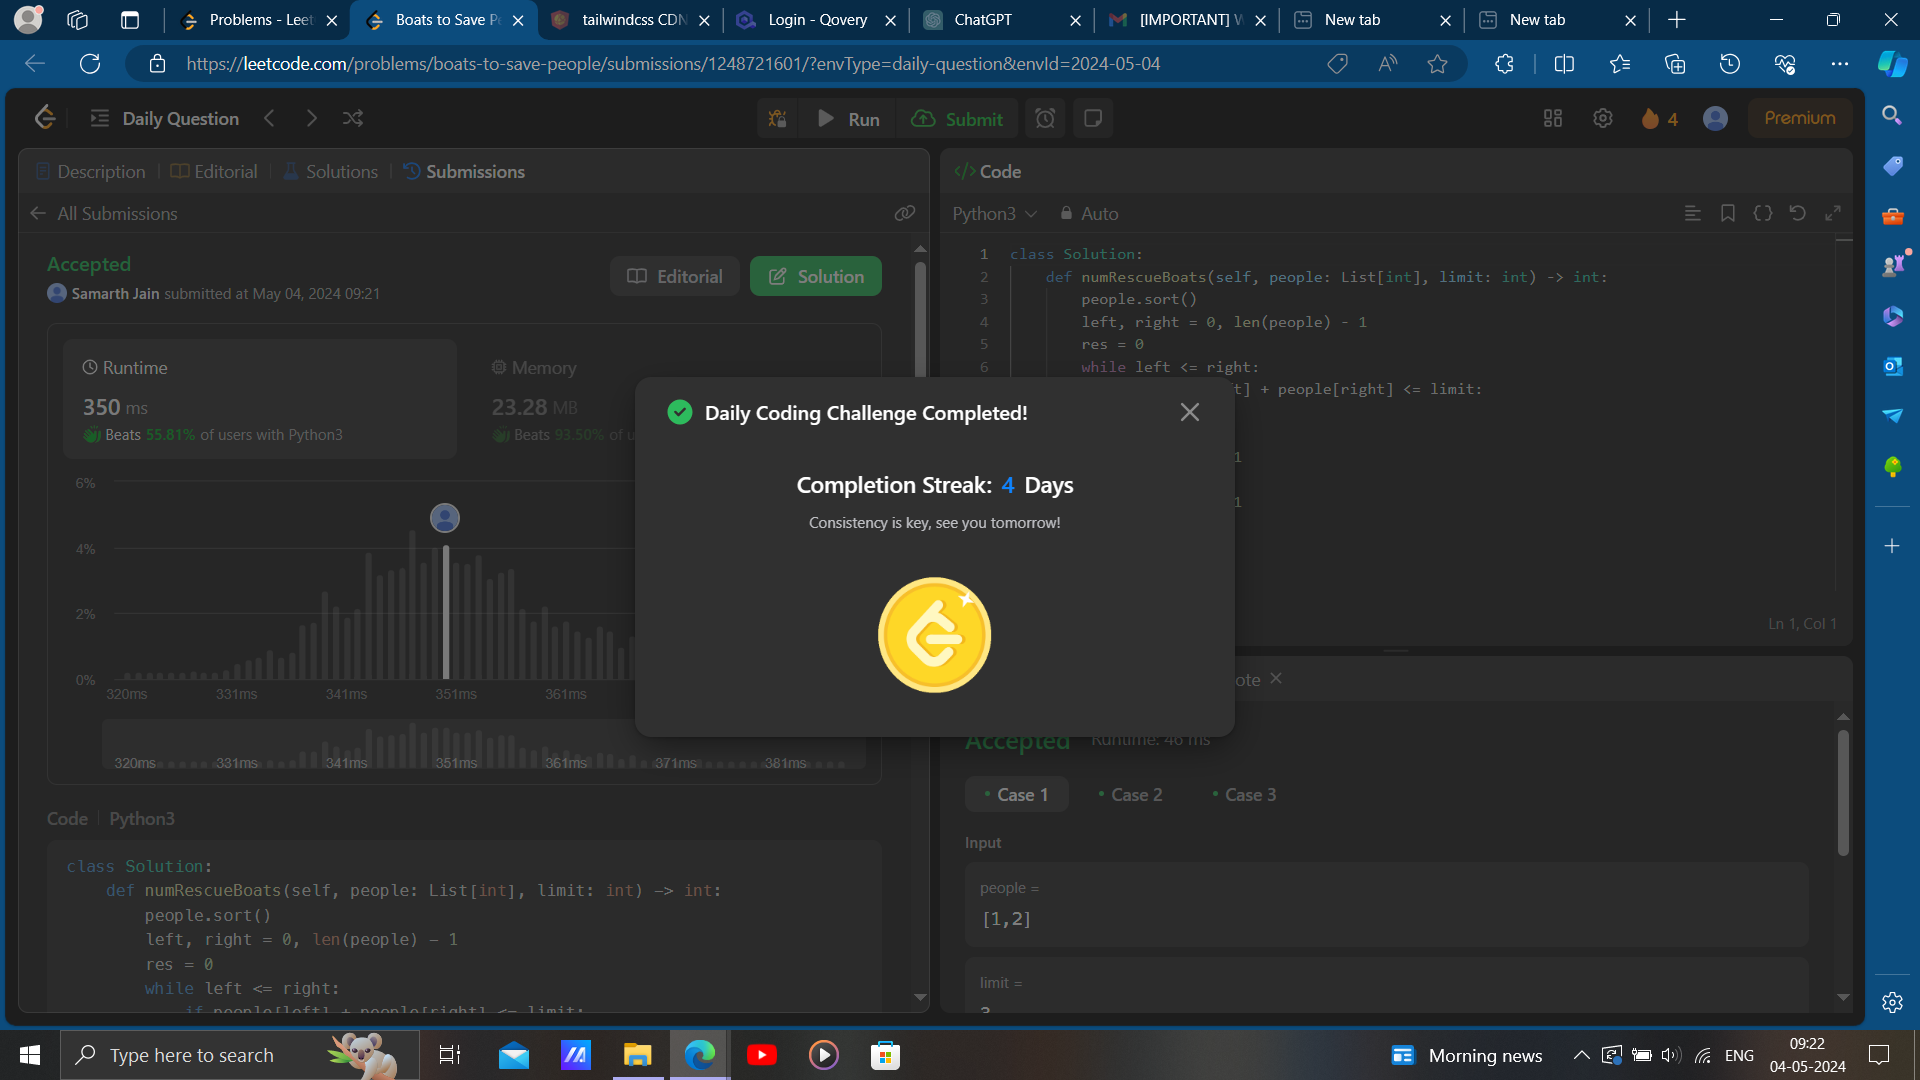 Problems - Leet
Boats to Save P
tailwindcss CDN
Login - Qovery
ChatGPT
[IMPORTANT] W
New tab
New tab
https://leetcode.com/problems/boats-to-save-people/submissions/1248721601/?envType=daily-question&envId=2024-05-04
Daily Question
Run
Submit
4
Premium
Description
Editorial
Solutions
Submissions
All Submissions
Accepted
Samarth Jain submitted at May 04, 2024 09:21
Editorial
Solution
Runtime
350 ms
Beats 55.81% of users with Python3
Memory
23.28 MB
Beats 93.50% of u
6%
4%
2%
0%
320ms 331ms 341ms 351ms 361ms
320ms 331ms 341ms 351ms 361ms 371ms 381ms
Code | Python3
class Solution:
def numRescueBoats(self, people: List[int], limit: int) -> int:
people.sort()
left, right = 0, len(people) - 1
res = 0
while left <= right:
if people[left] + people[right] <= limit:
</> Code
Python3
Auto
1 class Solution:
2 def numRescueBoats(self, people: List[int], limit: int) -> int:
3 people.sort()
4 left, right = 0, len(people) - 1
5 res = 0
6 while left <= right:
t] + people[right] <= limit:
1
1
Ln 1, Col 1
Daily Coding Challenge Completed!
Completion Streak: 4 Days
Consistency is key, see you tomorrow!
ote
Accepted Runtime: 46 ms
Case 1
Case 2
Case 3
Input
people =
[1,2]
limit =
3
Type here to search
Morning news
ENG
09:22
04-05-2024